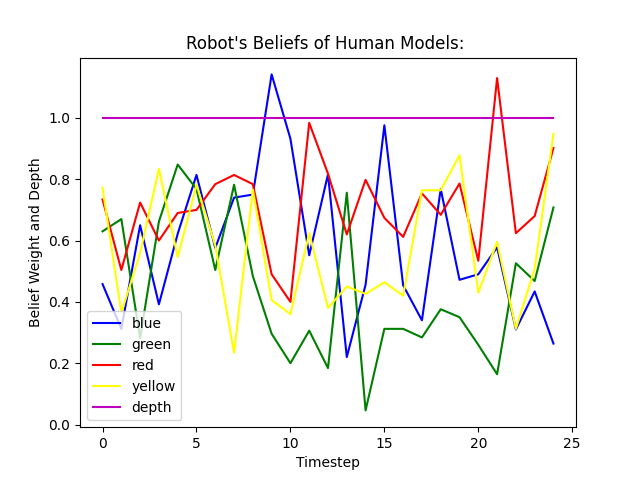 Robot's Beliefs of Human Models:
Belief Weight and Depth
1.0
0.8
0.6
0.4
0.2
0.0
blue
green
red
yellow
depth
0 5 10 15 20 25
Timestep